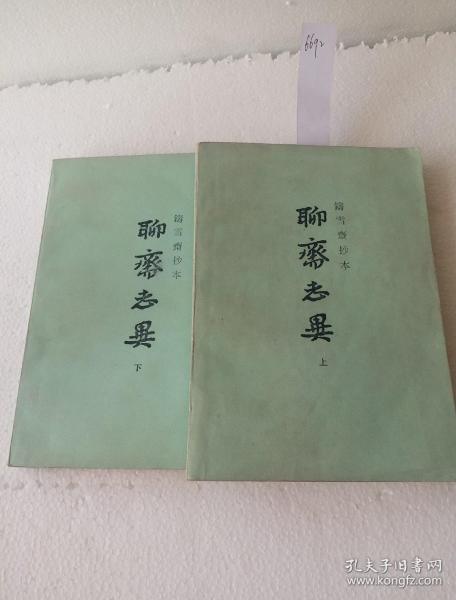 6692
鑄雪齋抄本
聊齋志異
下
鑄雪齋抄本
聊齋志異
上
孔夫子旧书网
www.kongfz.com